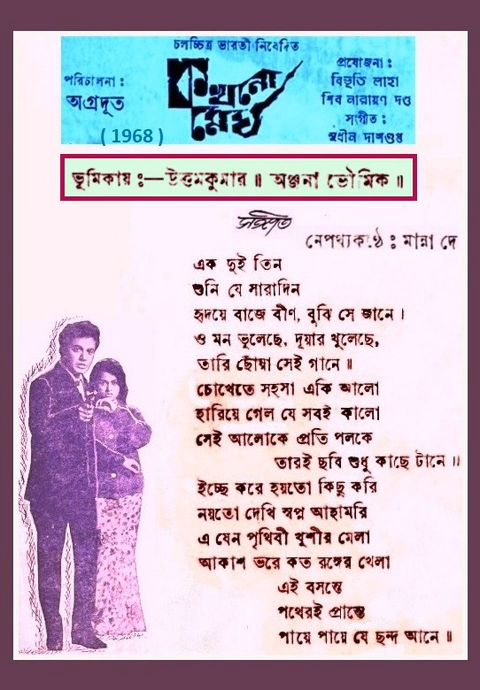 চলচ্চিত্র ভারতী নিবেদিত
পরিচালনা :
অগ্রদূত
( 1968 )
কখনো মেঘ
প্রযোজনা :
বিভূতি লাহা
শিব নারায়ণ দত্ত
সংগীত :
সুধীন দাশগুপ্ত
ভূমিকায় ঃ—উত্তমকুমার ॥ অঞ্জনা ভৌমিক ॥
সঙ্গীত
নেপথ্যকণ্ঠে : মান্না দে
এক দুই তিন
শুনি যে সারাদিন
হৃদয়ে বাজে বীণ, বুঝি সে জানে ।
ও মন ভুলেছে, দুয়ার খুলেছে,
তারি ছোঁয়া সেই গানে ॥
চোখেতে সহসা একি আলো
হারিয়ে গেল যে সবই কালো
সেই আলোকে প্রতি পলকে
তারই ছবি শুধু কাছে টানে ॥
ইচ্ছে করে হয়তো কিছু করি
নয়তো দেখি স্বপ্ন আহামরি
এ যেন পৃথিবী খুশীর মেলা
আকাশ ভরে কত রঙ্গের খেলা
এই বসন্তে
পথেরই প্রান্তে
পায়ে পায়ে যে ছন্দ আনে ॥